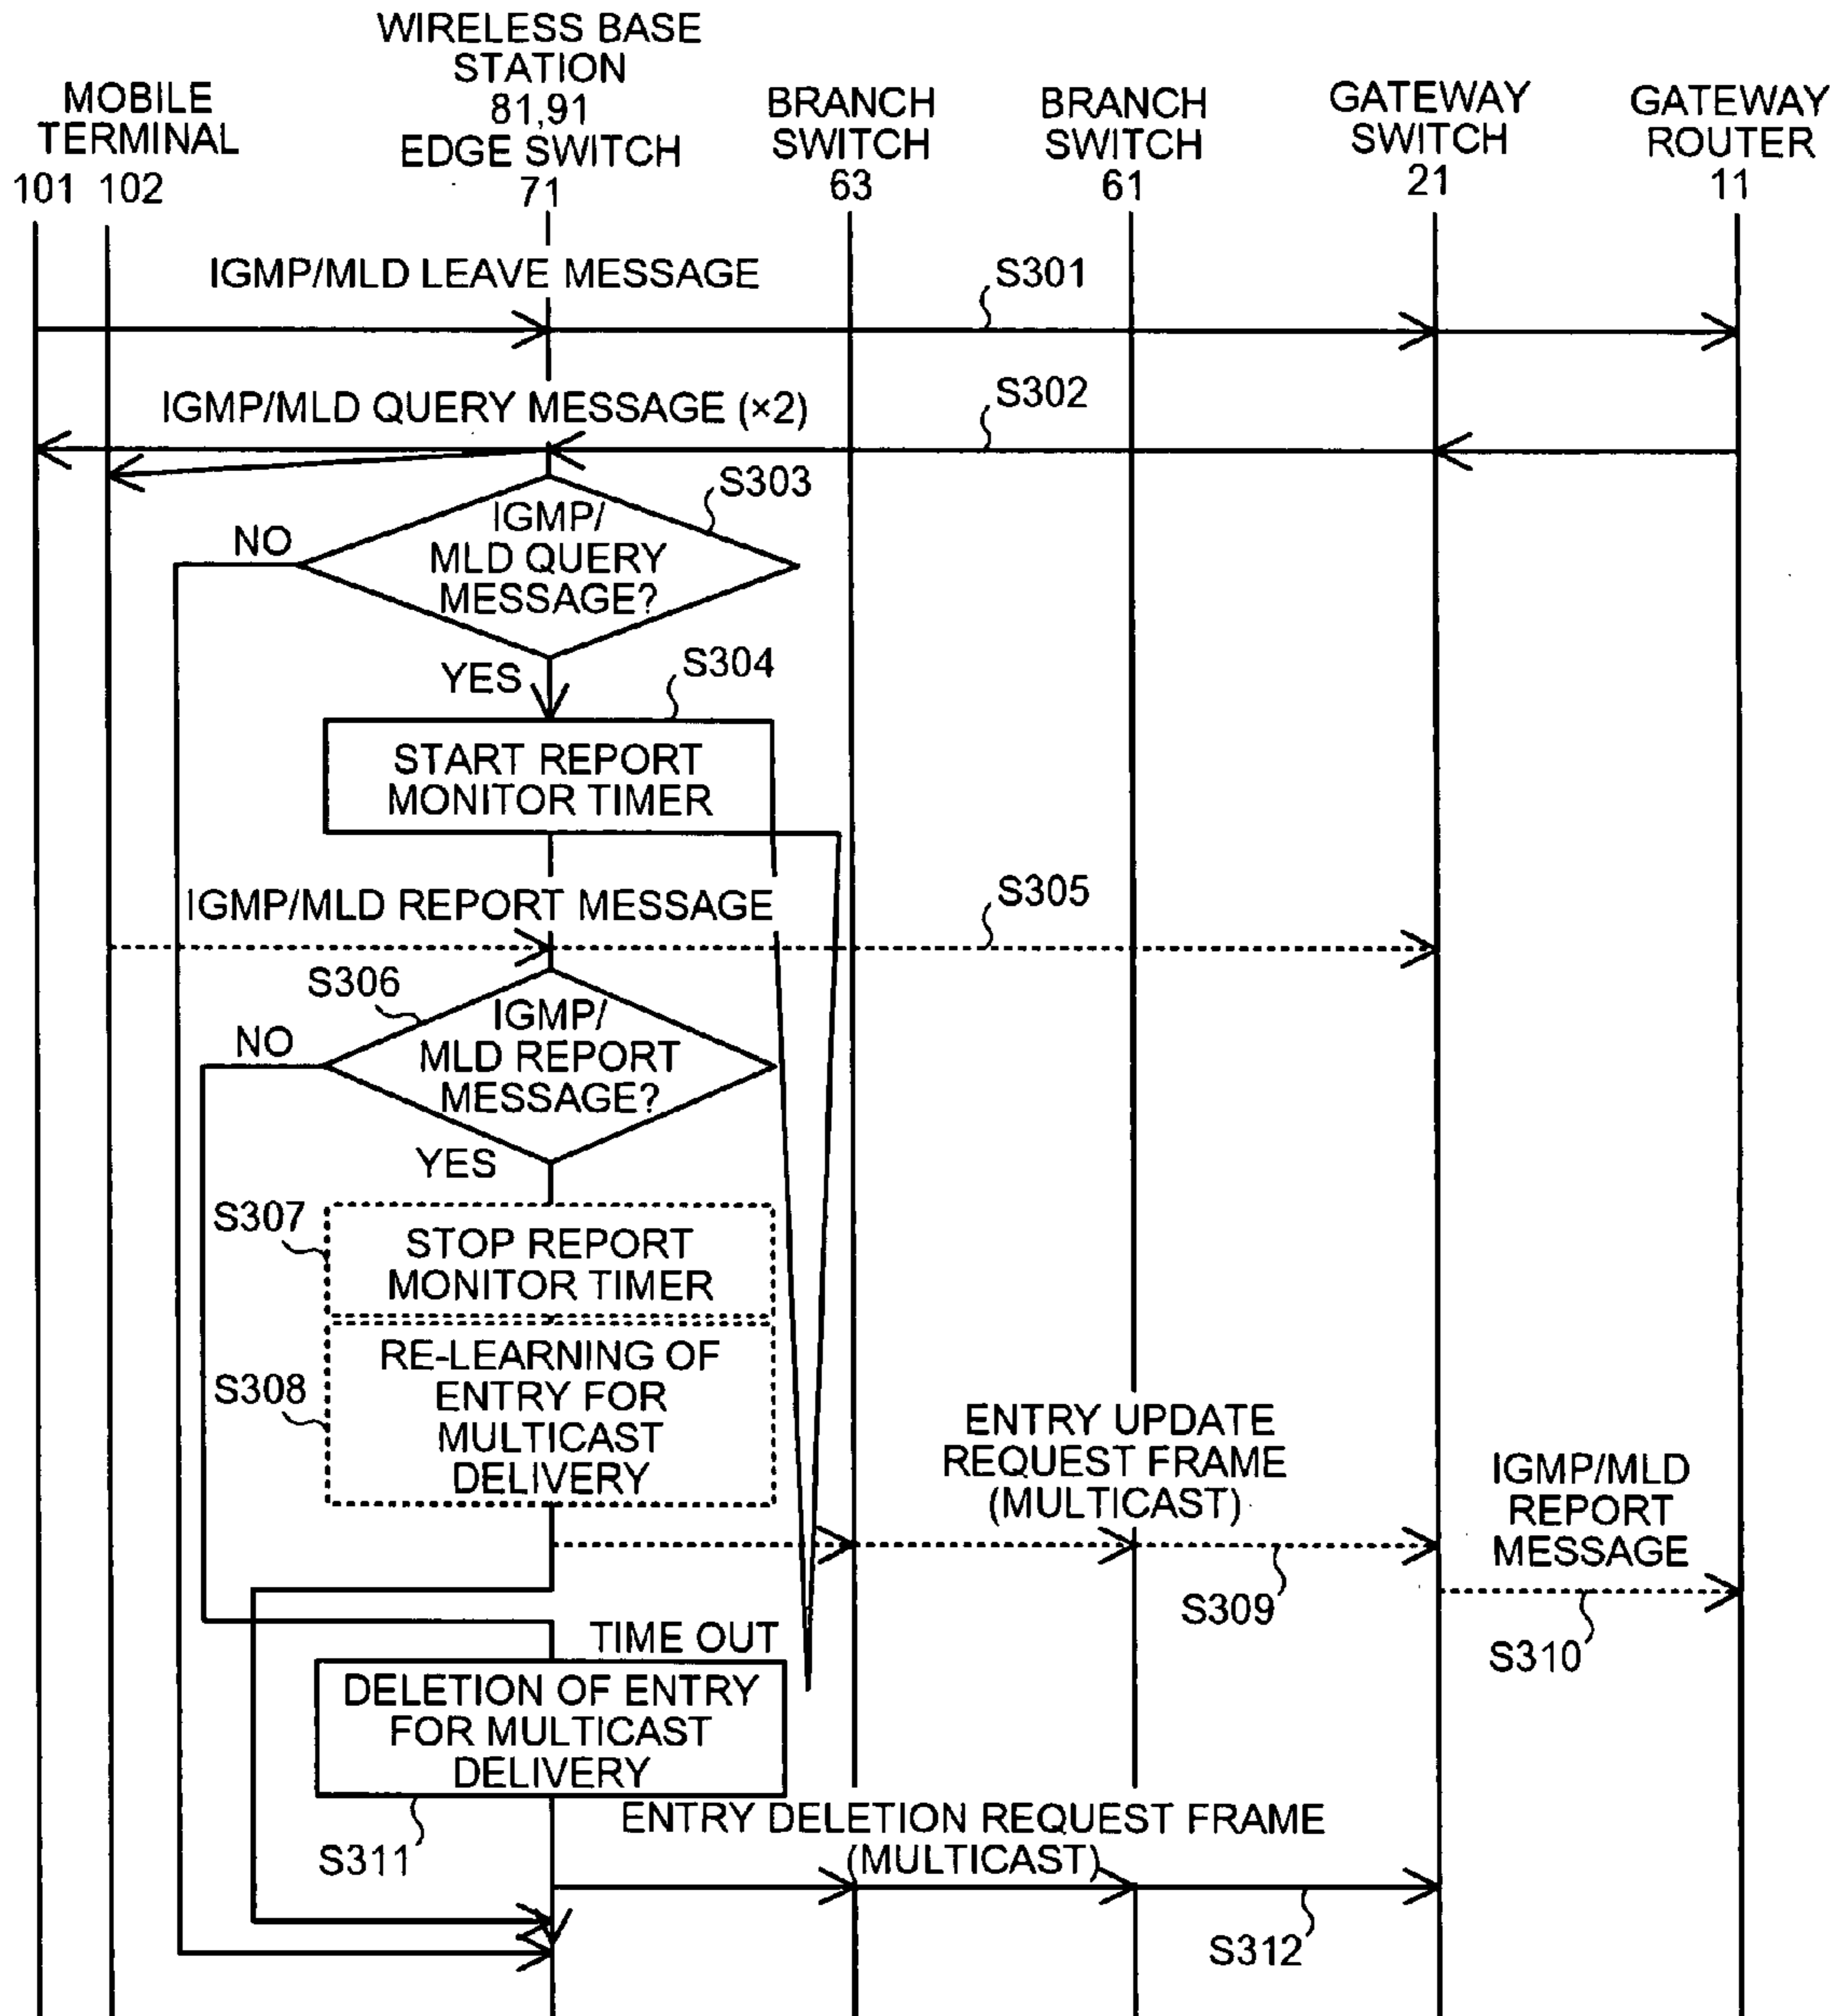 WIRELESS BASE
STATION
81,91
EDGE SWITCH
71
MOBILE
TERMINAL
101 102
BRANCH
SWITCH
63
BRANCH
SWITCH
61
GATEWAY
SWITCH
21
GATEWAY
ROUTER
11
IGMP/MLD LEAVE MESSAGE
S301
IGMP/MLD QUERY MESSAGE (×2)
S302
S303
IGMP/
MLD QUERY
MESSAGE?
NO
YES
S304
START REPORT
MONITOR TIMER
IGMP/MLD REPORT MESSAGE
S305
S306
IGMP/
MLD REPORT
MESSAGE?
NO
YES
S307
STOP REPORT
MONITOR TIMER
S308
RE-LEARNING OF
ENTRY FOR
MULTICAST
DELIVERY
ENTRY UPDATE
REQUEST FRAME
(MULTICAST)
S309
IGMP/MLD
REPORT
MESSAGE
S310
TIME OUT
DELETION OF ENTRY
FOR MULTICAST
DELIVERY
S311
ENTRY DELETION REQUEST FRAME
(MULTICAST)
S312